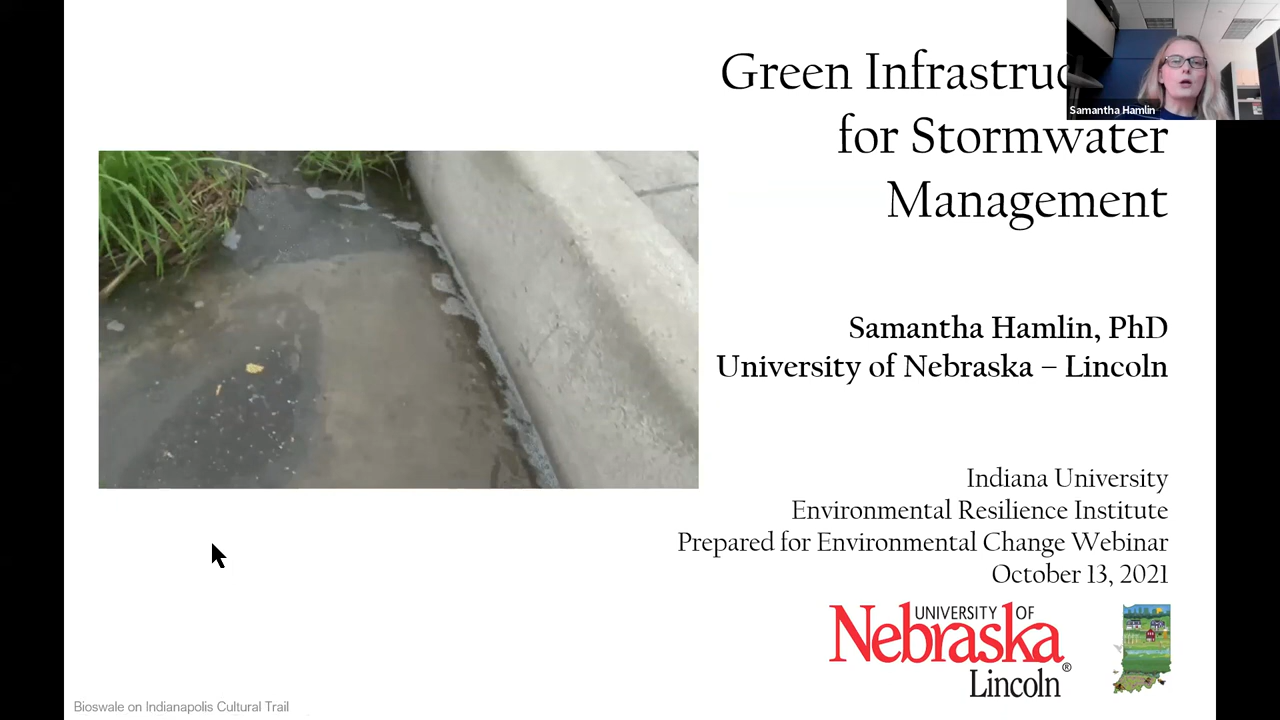 Green Infrastruc
for Stormwater
Management
Samantha Hamlin
Samantha Hamlin, PhD
University of Nebraska – Lincoln
Indiana University
Environmental Resilience Institute
Prepared for Environmental Change Webinar
October 13, 2021
UNIVERSITY OF
Nebraska
Lincoln®
Bioswale on Indianapolis Cultural Trail